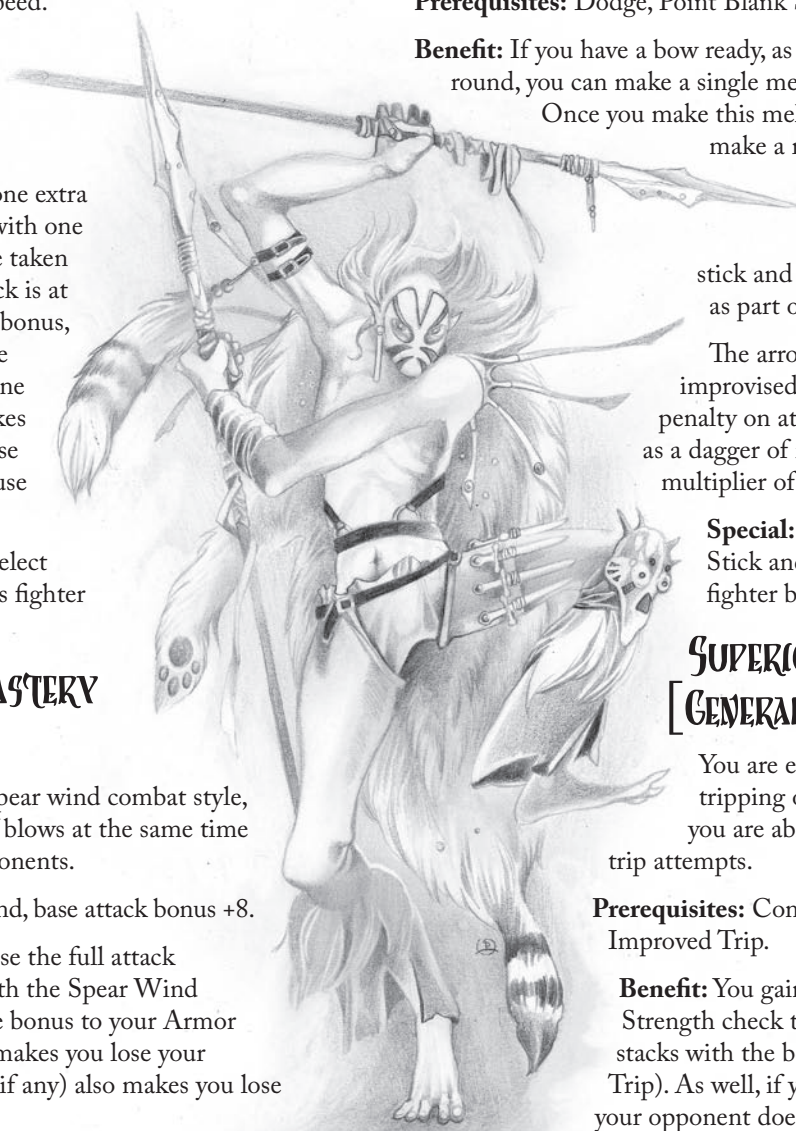 peed.
one extra
with one
e taken
ck is at
bonus,
e
ne
kes
se
use
elect
s fighter
ASTERY
pear wind combat style,
blows at the same time
onents.
nd, base attack bonus +8.
se the full attack
th the Spear Wind
e bonus to your Armor
makes you lose your
if any) also makes you lose
Prerequisites: Dodge, Point Blank S
Benefit: If you have a bow ready, as
round, you can make a single me
Once you make this mel
make a r
stick and
as part o
The arro
improvised
penalty on at
as a dagger of
multiplier of
Special:
Stick and
fighter b
SUPERIO
[GENERAL
You are e
tripping o
you are ab
trip attempts.
Prerequisites: Com
Improved Trip.
Benefit: You gain
Strength check t
stacks with the b
Trip). As well, if y
your opponent doe